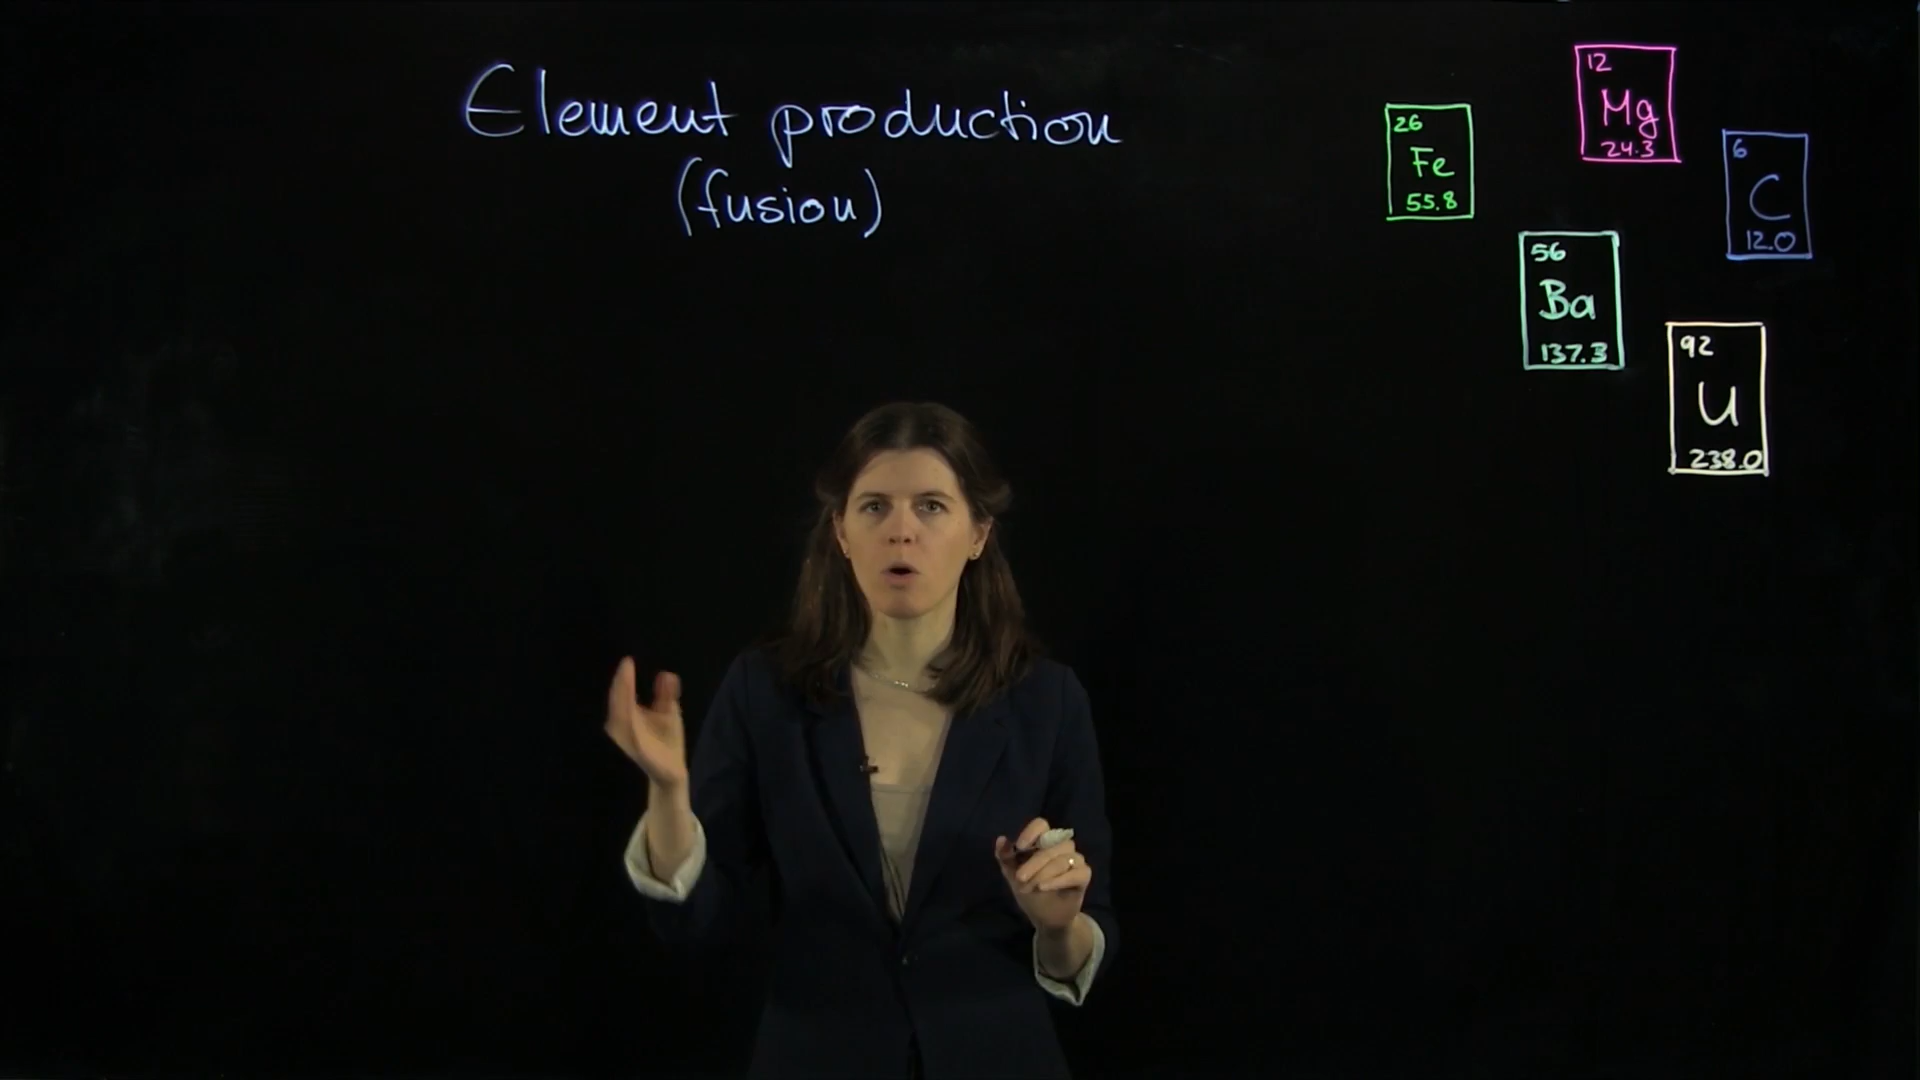 Element production
(fusion)
26
Fe
55.8
12
Mg
24.3
6
C
12.0
56
Ba
137.3
92
U
238.0